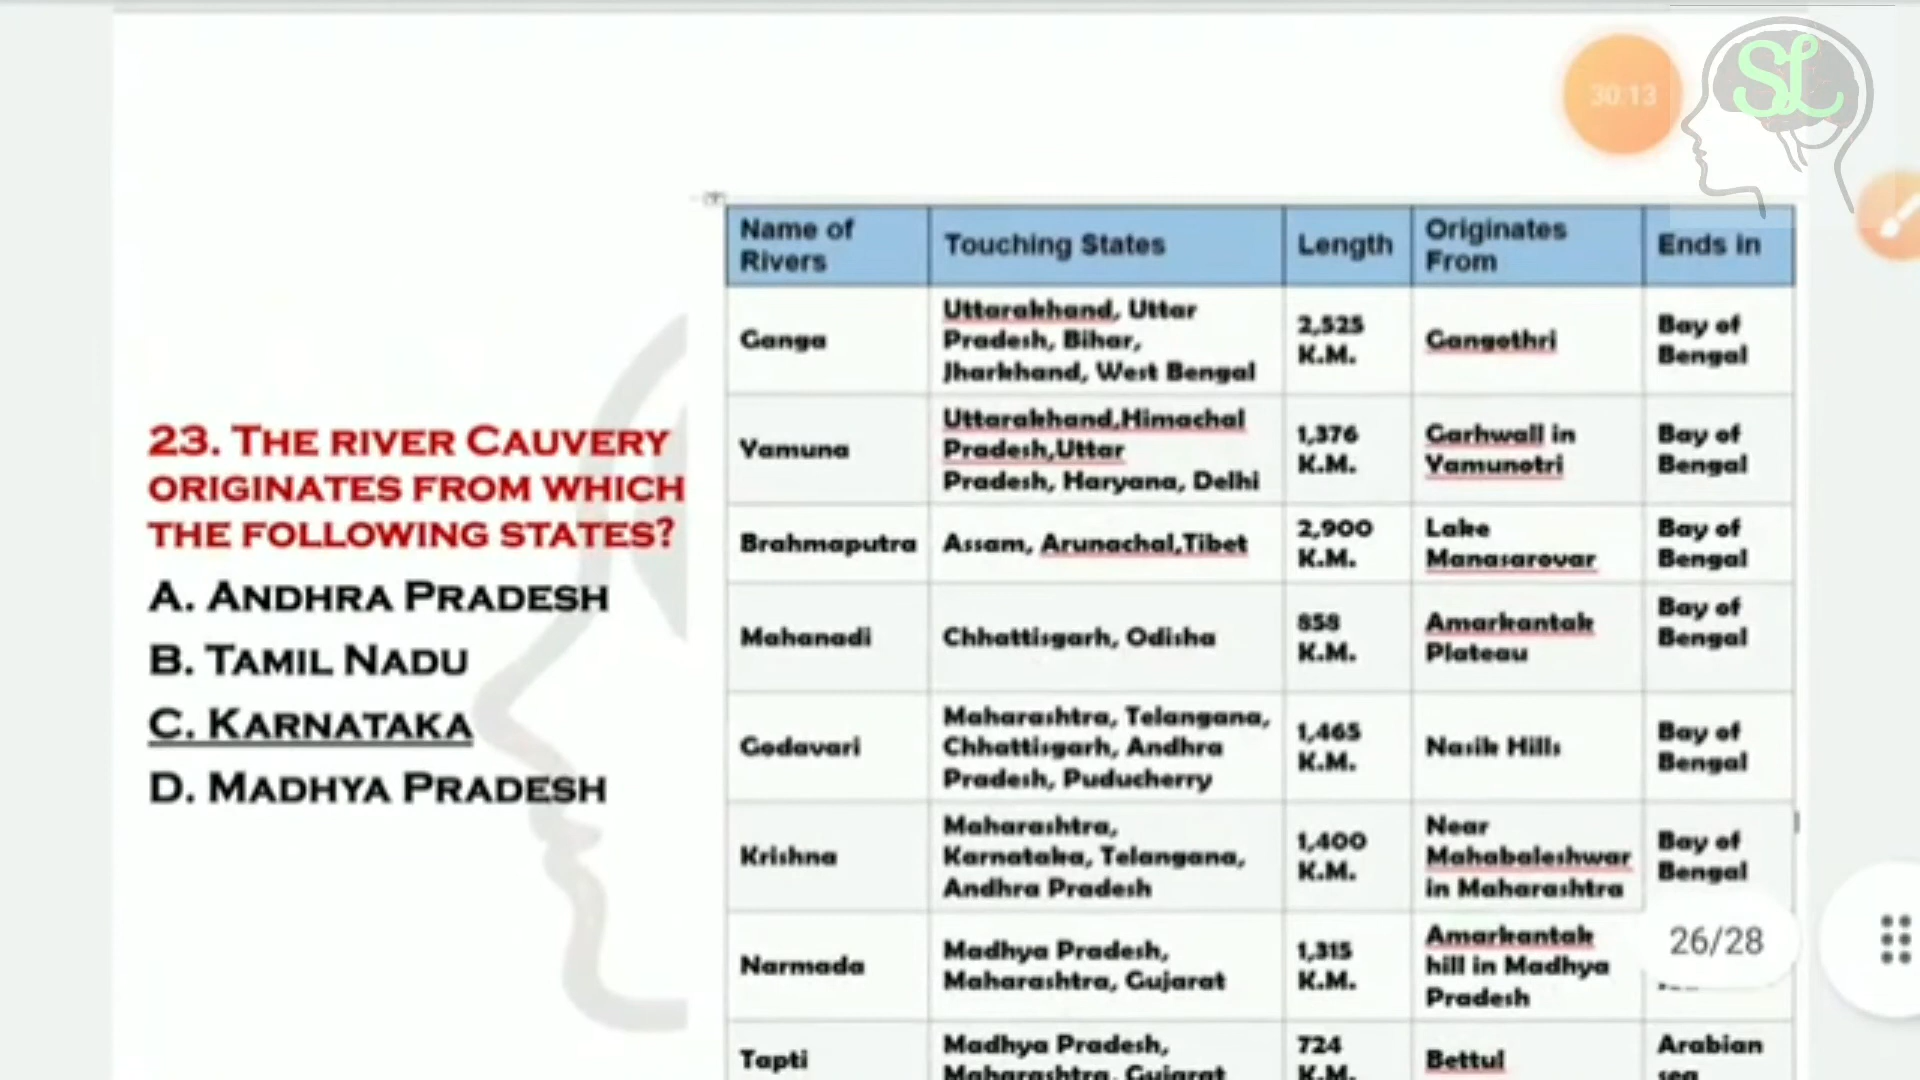 30:13
SL
23. THE RIVER CAUVERY
ORIGINATES FROM WHICH
THE FOLLOWING STATES?
A. ANDHRA PRADESH
B. TAMIL NADU
C. KARNATAKA
D. MADHYA PRADESH
Name of
Rivers
Touching States
Length
Originates
From
Ends in
Ganga
Uttarakhand, Uttar
Pradesh, Bihar,
Jharkhand, West Bengal
2,525
K.M.
Gangothri
Bay of
Bengal
Yamuna
Uttarakhand,Himachal
Pradesh,Uttar
Pradesh, Haryana, Delhi
1,376
K.M.
Garhwall in
Yamunotri
Bay of
Bengal
Brahmaputra
Assam, Arunachal,Tibet
2,900
K.M.
Lake
Manasarovar
Bay of
Bengal
Mahanadi
Chhattisgarh, Odisha
858
K.M.
Amarkantak
Plateau
Bay of
Bengal
Godavari
Maharashtra, Telangana,
Chhattisgarh, Andhra
Pradesh, Puducherry
1,465
K.M.
Nasik Hills
Bay of
Bengal
Krishna
Maharashtra,
Karnataka, Telangana,
Andhra Pradesh
1,400
K.M.
Near
Mahabaleshwar
in Maharashtra
Bay of
Bengal
Narmada
Madhya Pradesh,
Maharashtra, Gujarat
1,315
K.M.
Amarkantak
hill in Madhya
Pradesh
26/28
Tapti
Madhya Pradesh,
Maharashtra, Gujarat
724
K.M.
Bettul
Arabian
sea